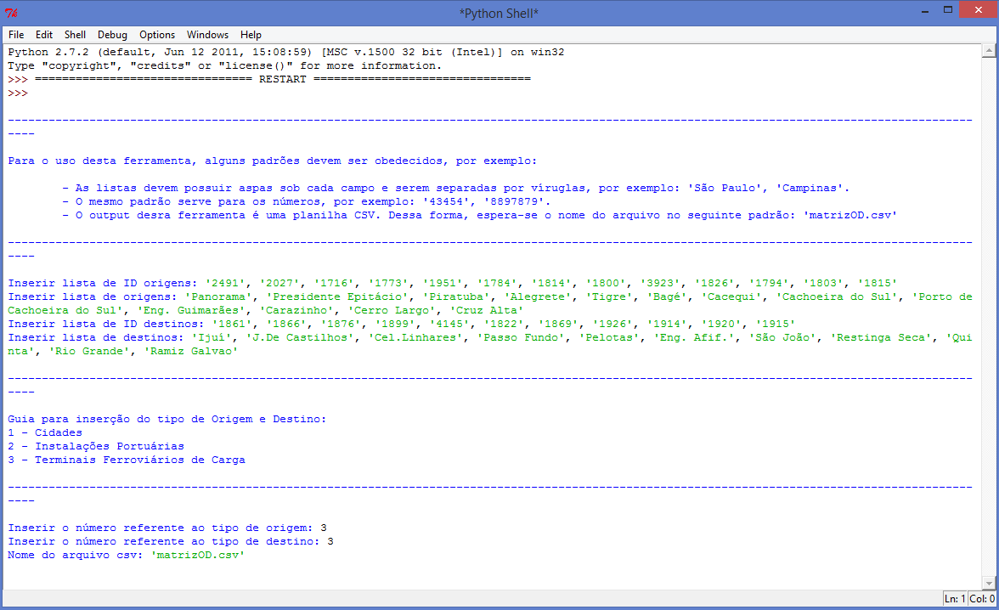 *Python Shell*
File Edit Shell Debug Options Windows Help
Python 2.7.2 (default, Jun 12 2011, 15:08:59) [MSC v.1500 32 bit (Intel)] on win32
Type "copyright", "credits" or "license()" for more information.
>>> ================================ RESTART ================================
>>>
----------------------------------------------------------------------------------------------------------------------------------------------
----
Para o uso desta ferramenta, alguns padrões devem ser obedecidos, por exemplo:
- As listas devem possuir aspas sob cada campo e serem separadas por víruglas, por exemplo: 'São Paulo', 'Campinas'.
- O mesmo padrão serve para os números, por exemplo: '43454', '8897879'.
- O output desra ferramenta é uma planilha CSV. Dessa forma, espera-se o nome do arquivo no seguinte padrão: 'matrizOD.csv'
----------------------------------------------------------------------------------------------------------------------------------------------
----
Inserir lista de ID origens: '2491', '2027', '1716', '1773', '1951', '1784', '1814', '1800', '3923', '1826', '1794', '1803', '1815'
Inserir lista de origens: 'Panorama', 'Presidente Epitácio', 'Piratuba', 'Alegrete', 'Tigre', 'Bagé', 'Cacequi', 'Cachoeira do Sul', 'Porto de
Cachoeira do Sul', 'Eng. Guimarães', 'Carazinho', 'Cerro Largo', 'Cruz Alta'
Inserir lista de ID destinos: '1861', '1866', '1876', '1899', '4145', '1822', '1869', '1926', '1914', '1920', '1915'
Inserir lista de destinos: 'Ijuí', 'J.De Castilhos', 'Cel.Linhares', 'Passo Fundo', 'Pelotas', 'Eng. Afif.', 'São João', 'Restinga Seca', 'Qui
nta', 'Rio Grande', 'Ramiz Galvao'
----------------------------------------------------------------------------------------------------------------------------------------------
----
Guia para inserção do tipo de Origem e Destino:
1 - Cidades
2 - Instalações Portuárias
3 - Terminais Ferroviários de Carga
----------------------------------------------------------------------------------------------------------------------------------------------
----
Inserir o número referente ao tipo de origem: 3
Inserir o número referente ao tipo de destino: 3
Nome do arquivo csv: 'matrizOD.csv'
Ln: 1 Col: 0